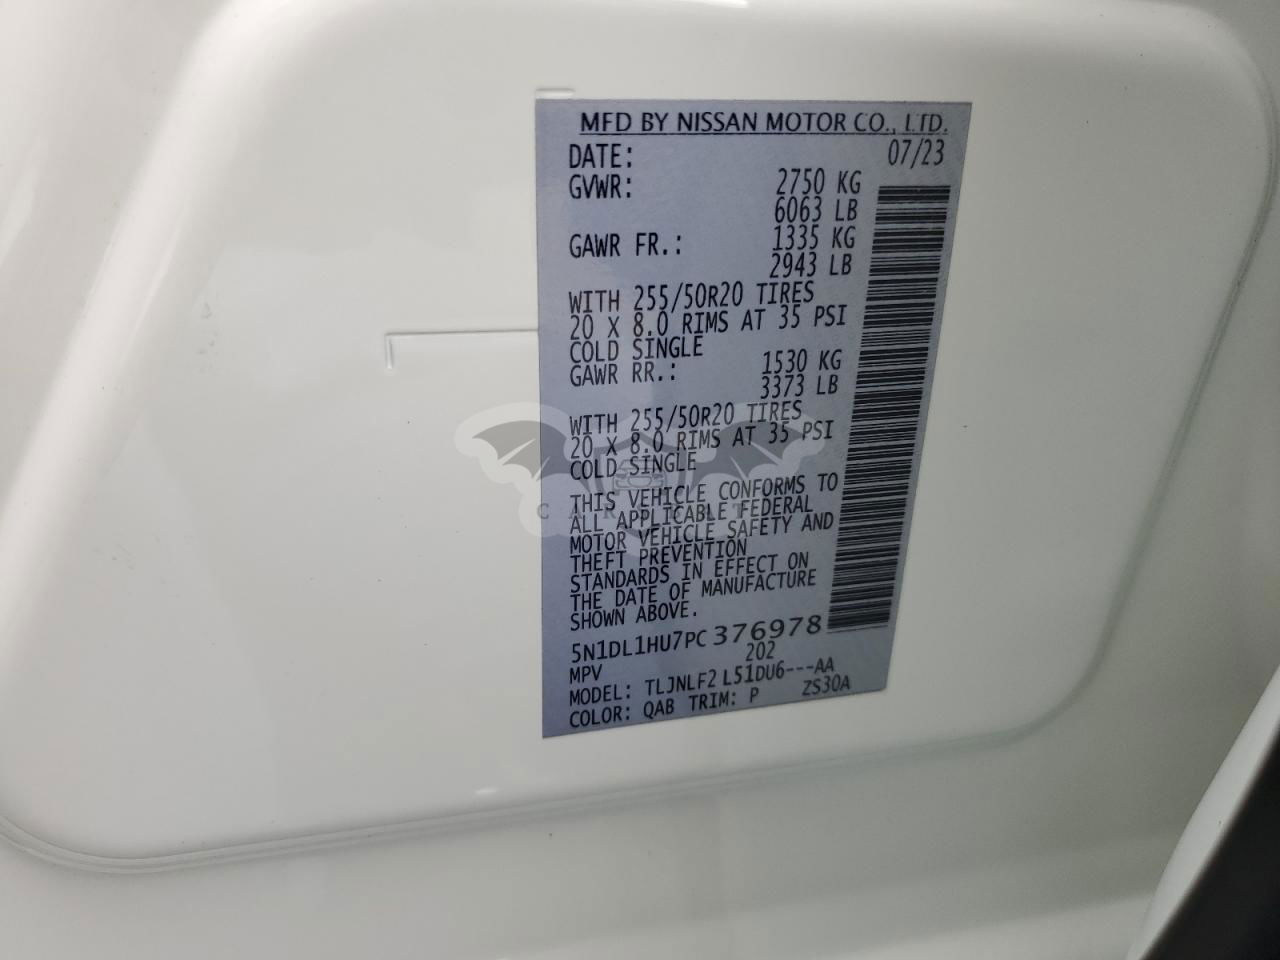 MFD BY NISSAN MOTOR CO., LTD.
DATE: 07/23
GVWR: 2750 KG
6063 LB
GAWR FR.: 1335 KG
2943 LB
WITH 255/50R20 TIRES
20 X 8.0 RIMS AT 35 PSI
COLD SINGLE
GAWR RR.: 1530 KG
3373 LB
WITH 255/50R20 TIRES
20 X 8.0 RIMS AT 35 PSI
COLD SINGLE
THIS VEHICLE CONFORMS TO
ALL APPLICABLE FEDERAL
MOTOR VEHICLE SAFETY AND
THEFT PREVENTION
STANDARDS IN EFFECT ON
THE DATE OF MANUFACTURE
SHOWN ABOVE.
5N1DL1HU7PC376978
MPV 202
MODEL: TLJNLF2 L51DU6---AA
COLOR: QAB TRIM: P ZS30A